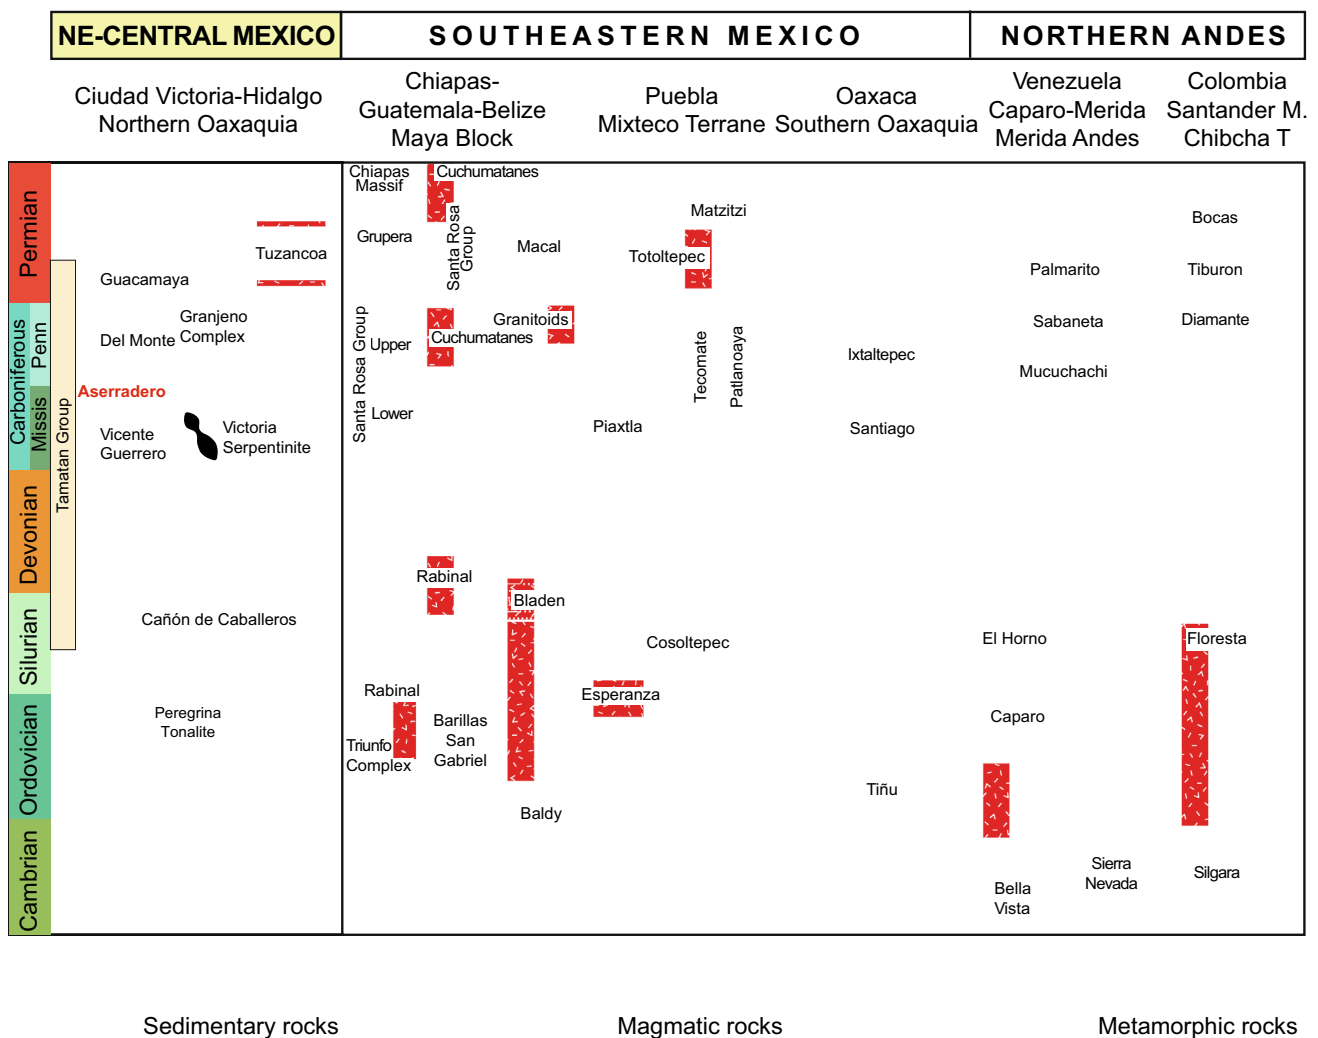 NE-CENTRAL MEXICO
SOUTHEASTERN MEXICO
NORTHERN ANDES
Ciudad Victoria-Hidalgo
Northern Oaxaquia
Chiapas-
Guatemala-Belize
Maya Block
Puebla
Mixteco Terrane
Oaxaca
Southern Oaxaquia
Venezuela
Caparo-Merida
Merida Andes
Colombia
Santander M.
Chibcha T
Permian
Carboniferous
Penn
Missis
Devonian
Silurian
Ordovician
Cambrian
Tamatan Group
Tuzancoa
Guacamaya
Granjeno
Complex
Del Monte
Aserradero
Vicente
Guerrero
Victoria
Serpentinite
Cañón de Caballeros
Peregrina
Tonalite
Chiapas
Massif
Cuchumatanes
Grupera
Santa Rosa
Group
Macal
Santa Rosa Group
Upper
Lower
Granitoids
Cuchumatanes
Rabinal
Bladen
Rabinal
Triunfo
Complex
Barillas
San
Gabriel
Baldy
Matzitzi
Totoltepec
Tecomate
Patlanoaya
Piaxtla
Cosoltepec
Esperanza
Ixtaltepec
Santiago
Tiñu
Palmarito
Sabaneta
Mucuchachi
El Horno
Caparo
Sierra
Nevada
Bella
Vista
Bocas
Tiburon
Diamante
Floresta
Silgara
Sedimentary rocks
Magmatic rocks
Metamorphic rocks